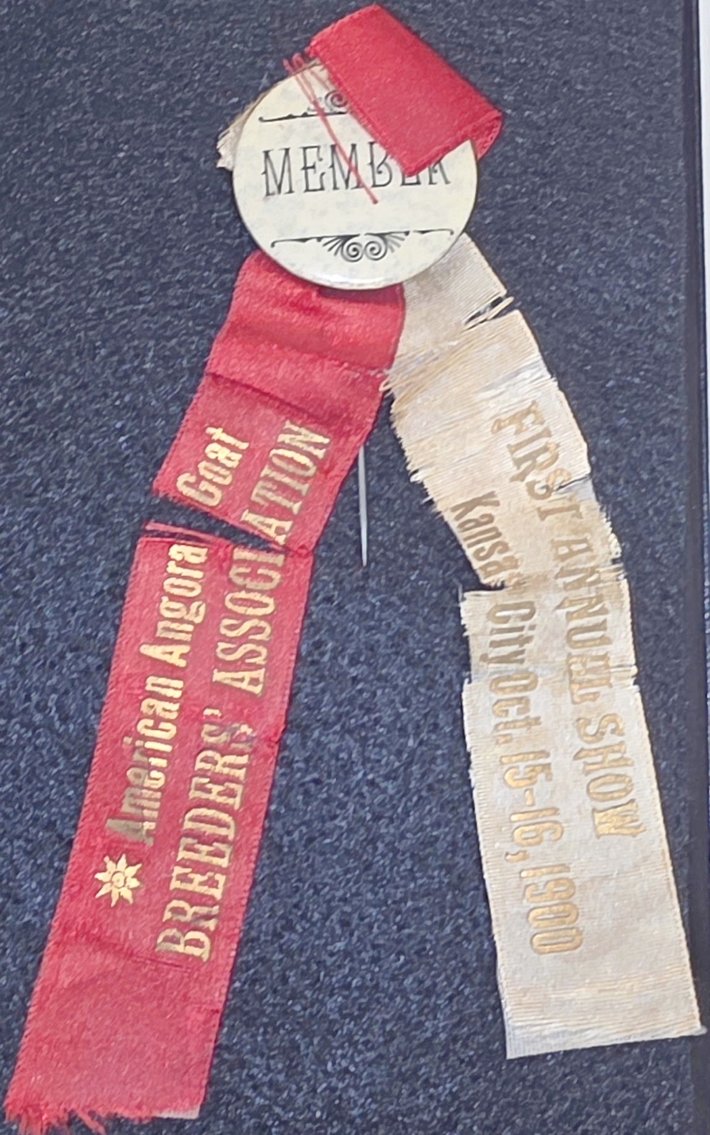 MEMBER
American Angora Goat
BREEDERS' ASSOCIATION
FIRST ANNUAL SHOW
Kansas City Oct. 15-16, 1900